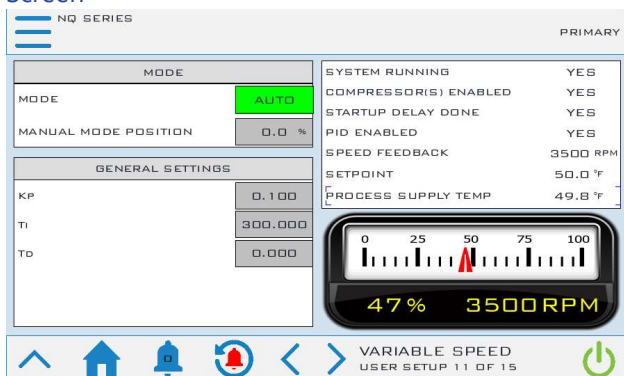 Screen
NQ SERIES
PRIMARY
MODE
MODE AUTO
MANUAL MODE POSITION 0.0 %
GENERAL SETTINGS
KP 0.100
TI 300.000
TD 0.000
SYSTEM RUNNING YES
COMPRESSOR(S) ENABLED YES
STARTUP DELAY DONE YES
PID ENABLED YES
SPEED FEEDBACK 3500 RPM
SETPOINT 50.0 °F
PROCESS SUPPLY TEMP 49.8 °F
0 25 50 75 100
47% 3500RPM
0
VARIABLE SPEED
USER SETUP 11 OF 15